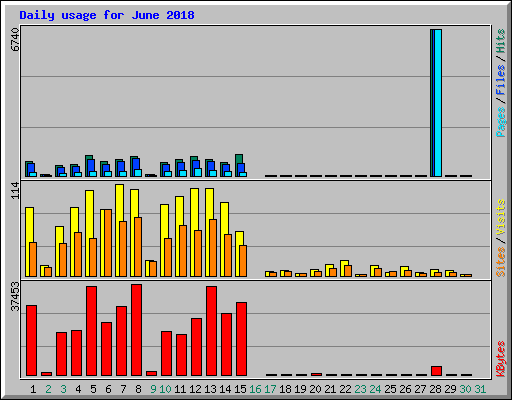 Daily usage for June 2018
6740
Pages / Files / Hits
114
Sites / Visits
37453
KBytes
1 2 3 4 5 6 7 8 9 10 11 12 13 14 15 16 17 18 19 20 21 22 23 24 25 26 27 28 29 30 31